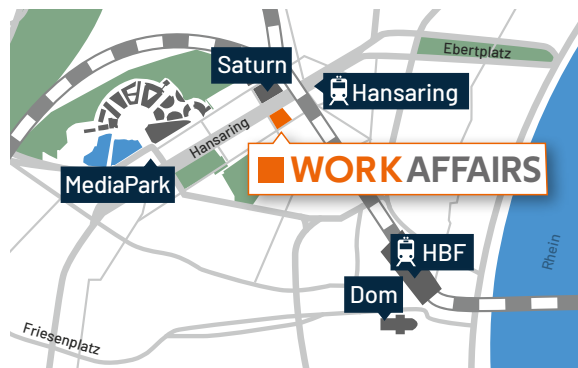 Ebertplatz
Saturn
Hansaring
Hansaring
WORK AFFAIRS
MediaPark
HBF
Rhein
Dom
Friesenplatz